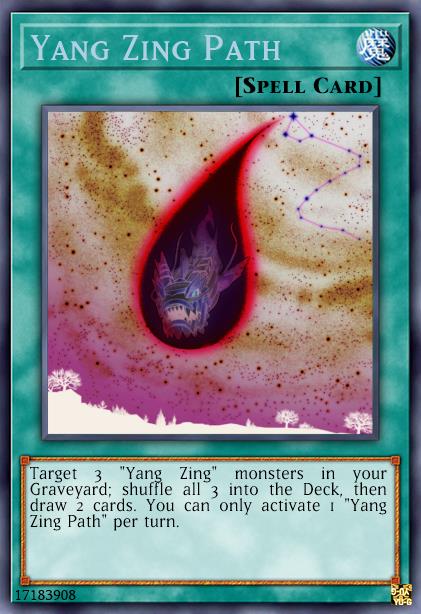 Yang Zing Path
魔
[Spell Card]
Target 3 "Yang Zing" monsters in your
Graveyard; shuffle all 3 into the Deck, then
draw 2 cards. You can only activate 1 "Yang
Zing Path" per turn.
17183908